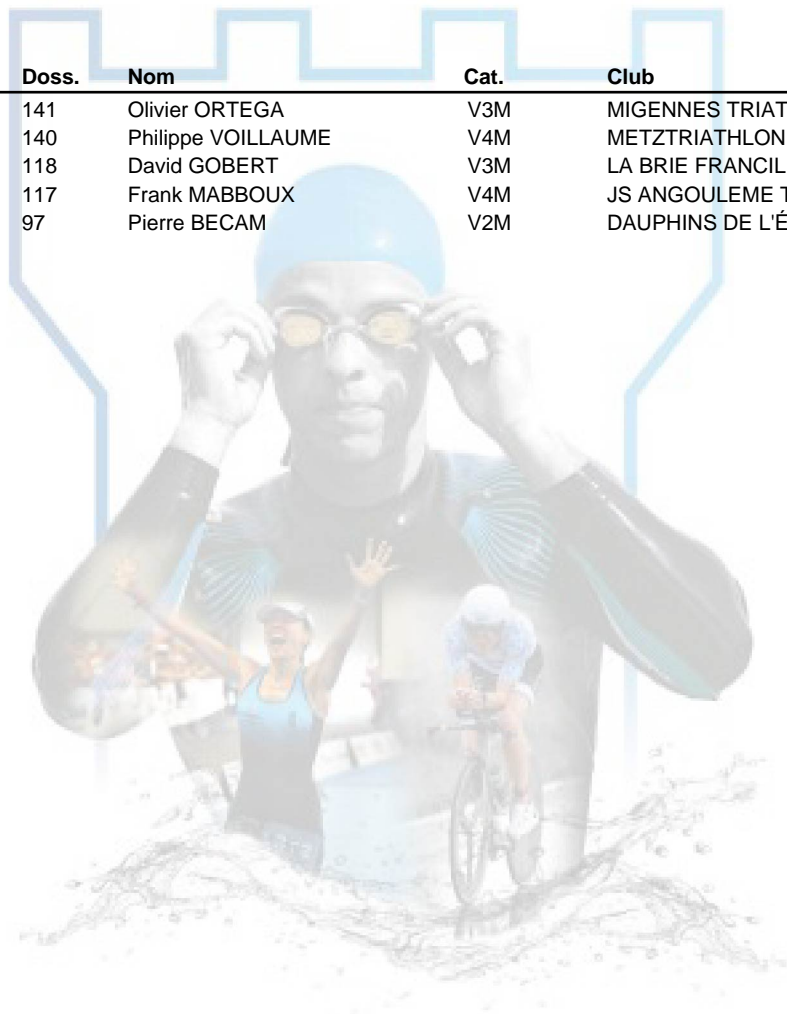 Doss. Nom Cat. Club
141 Olivier ORTEGA V3M MIGENNES TRIAT
140 Philippe VOILLAUME V4M METZTRIATHLON
118 David GOBERT V3M LA BRIE FRANCIL
117 Frank MABBOUX V4M JS ANGOULEME T
97 Pierre BECAM V2M DAUPHINS DE L'É